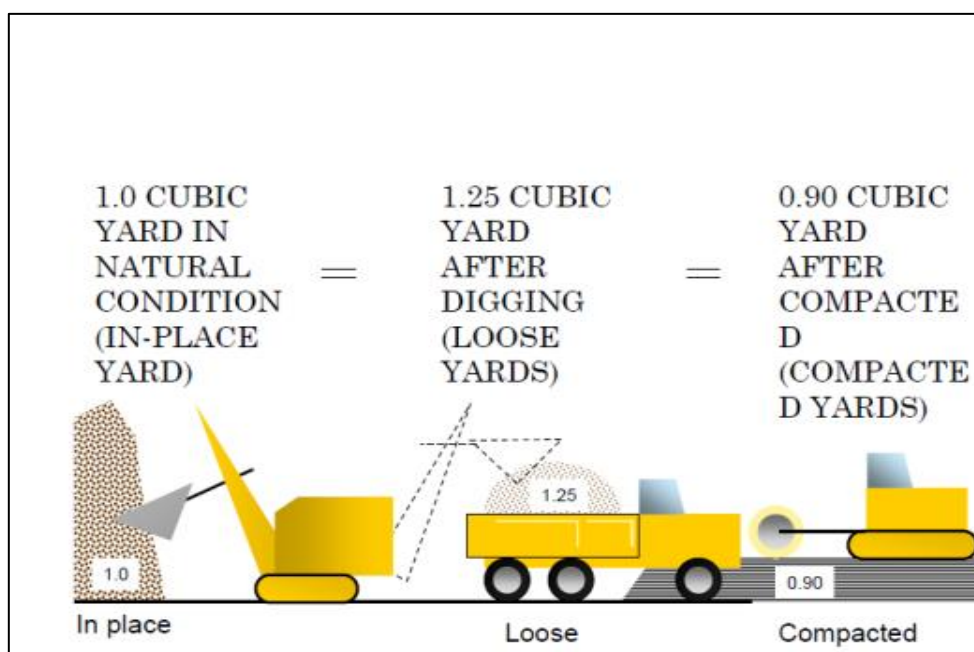 1.0 CUBIC
YARD IN
NATURAL
CONDITION
(IN-PLACE
YARD)
=
1.25 CUBIC
YARD
AFTER
DIGGING
(LOOSE
YARDS)
=
0.90 CUBIC
YARD
AFTER
COMPACTE
D
(COMPACTE
D YARDS)
1.0
1.25
0.90
In place
Loose
Compacted